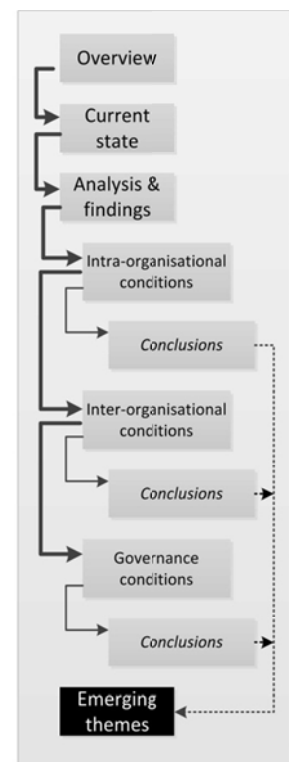 Overview
Current
state
Analysis &
findings
Intra-organisational
conditions
Conclusions
Inter-organisational
conditions
Conclusions
Governance
conditions
Conclusions
Emerging
themes